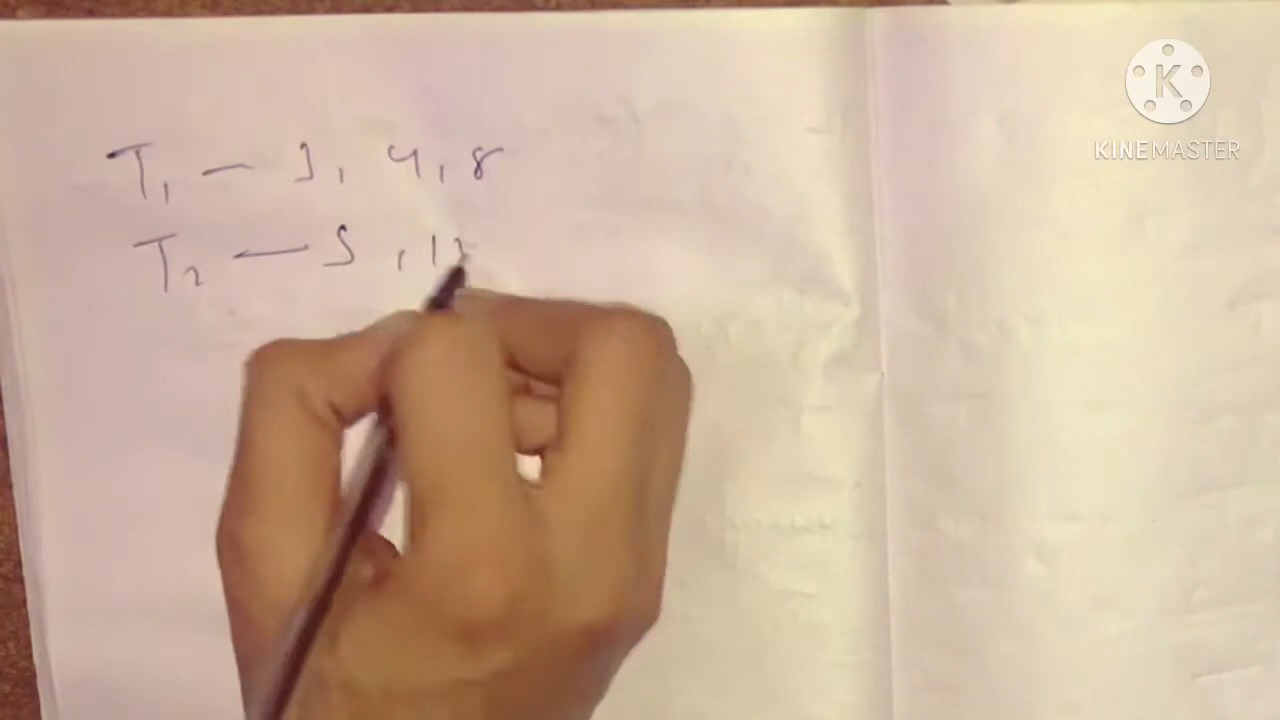 T₁ — 3, 4, 8
T₂ — 5, 1
K
KINEMASTER